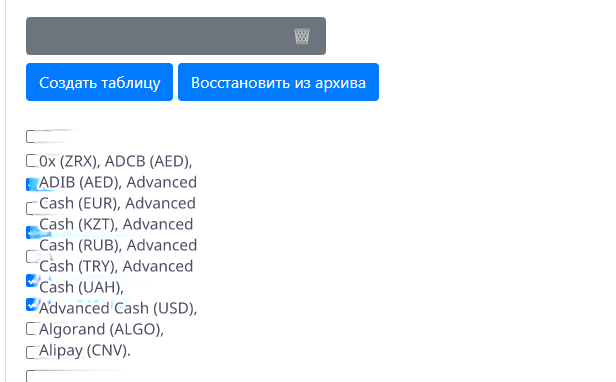 Создать таблицу
Восстановить из архива
0x (ZRX), ADCB (AED),
ADIB (AED), Advanced
Cash (EUR), Advanced
Cash (KZT), Advanced
Cash (RUB), Advanced
Cash (TRY), Advanced
Cash (UAH),
Advanced Cash (USD),
Algorand (ALGO),
Alipay (CNV).